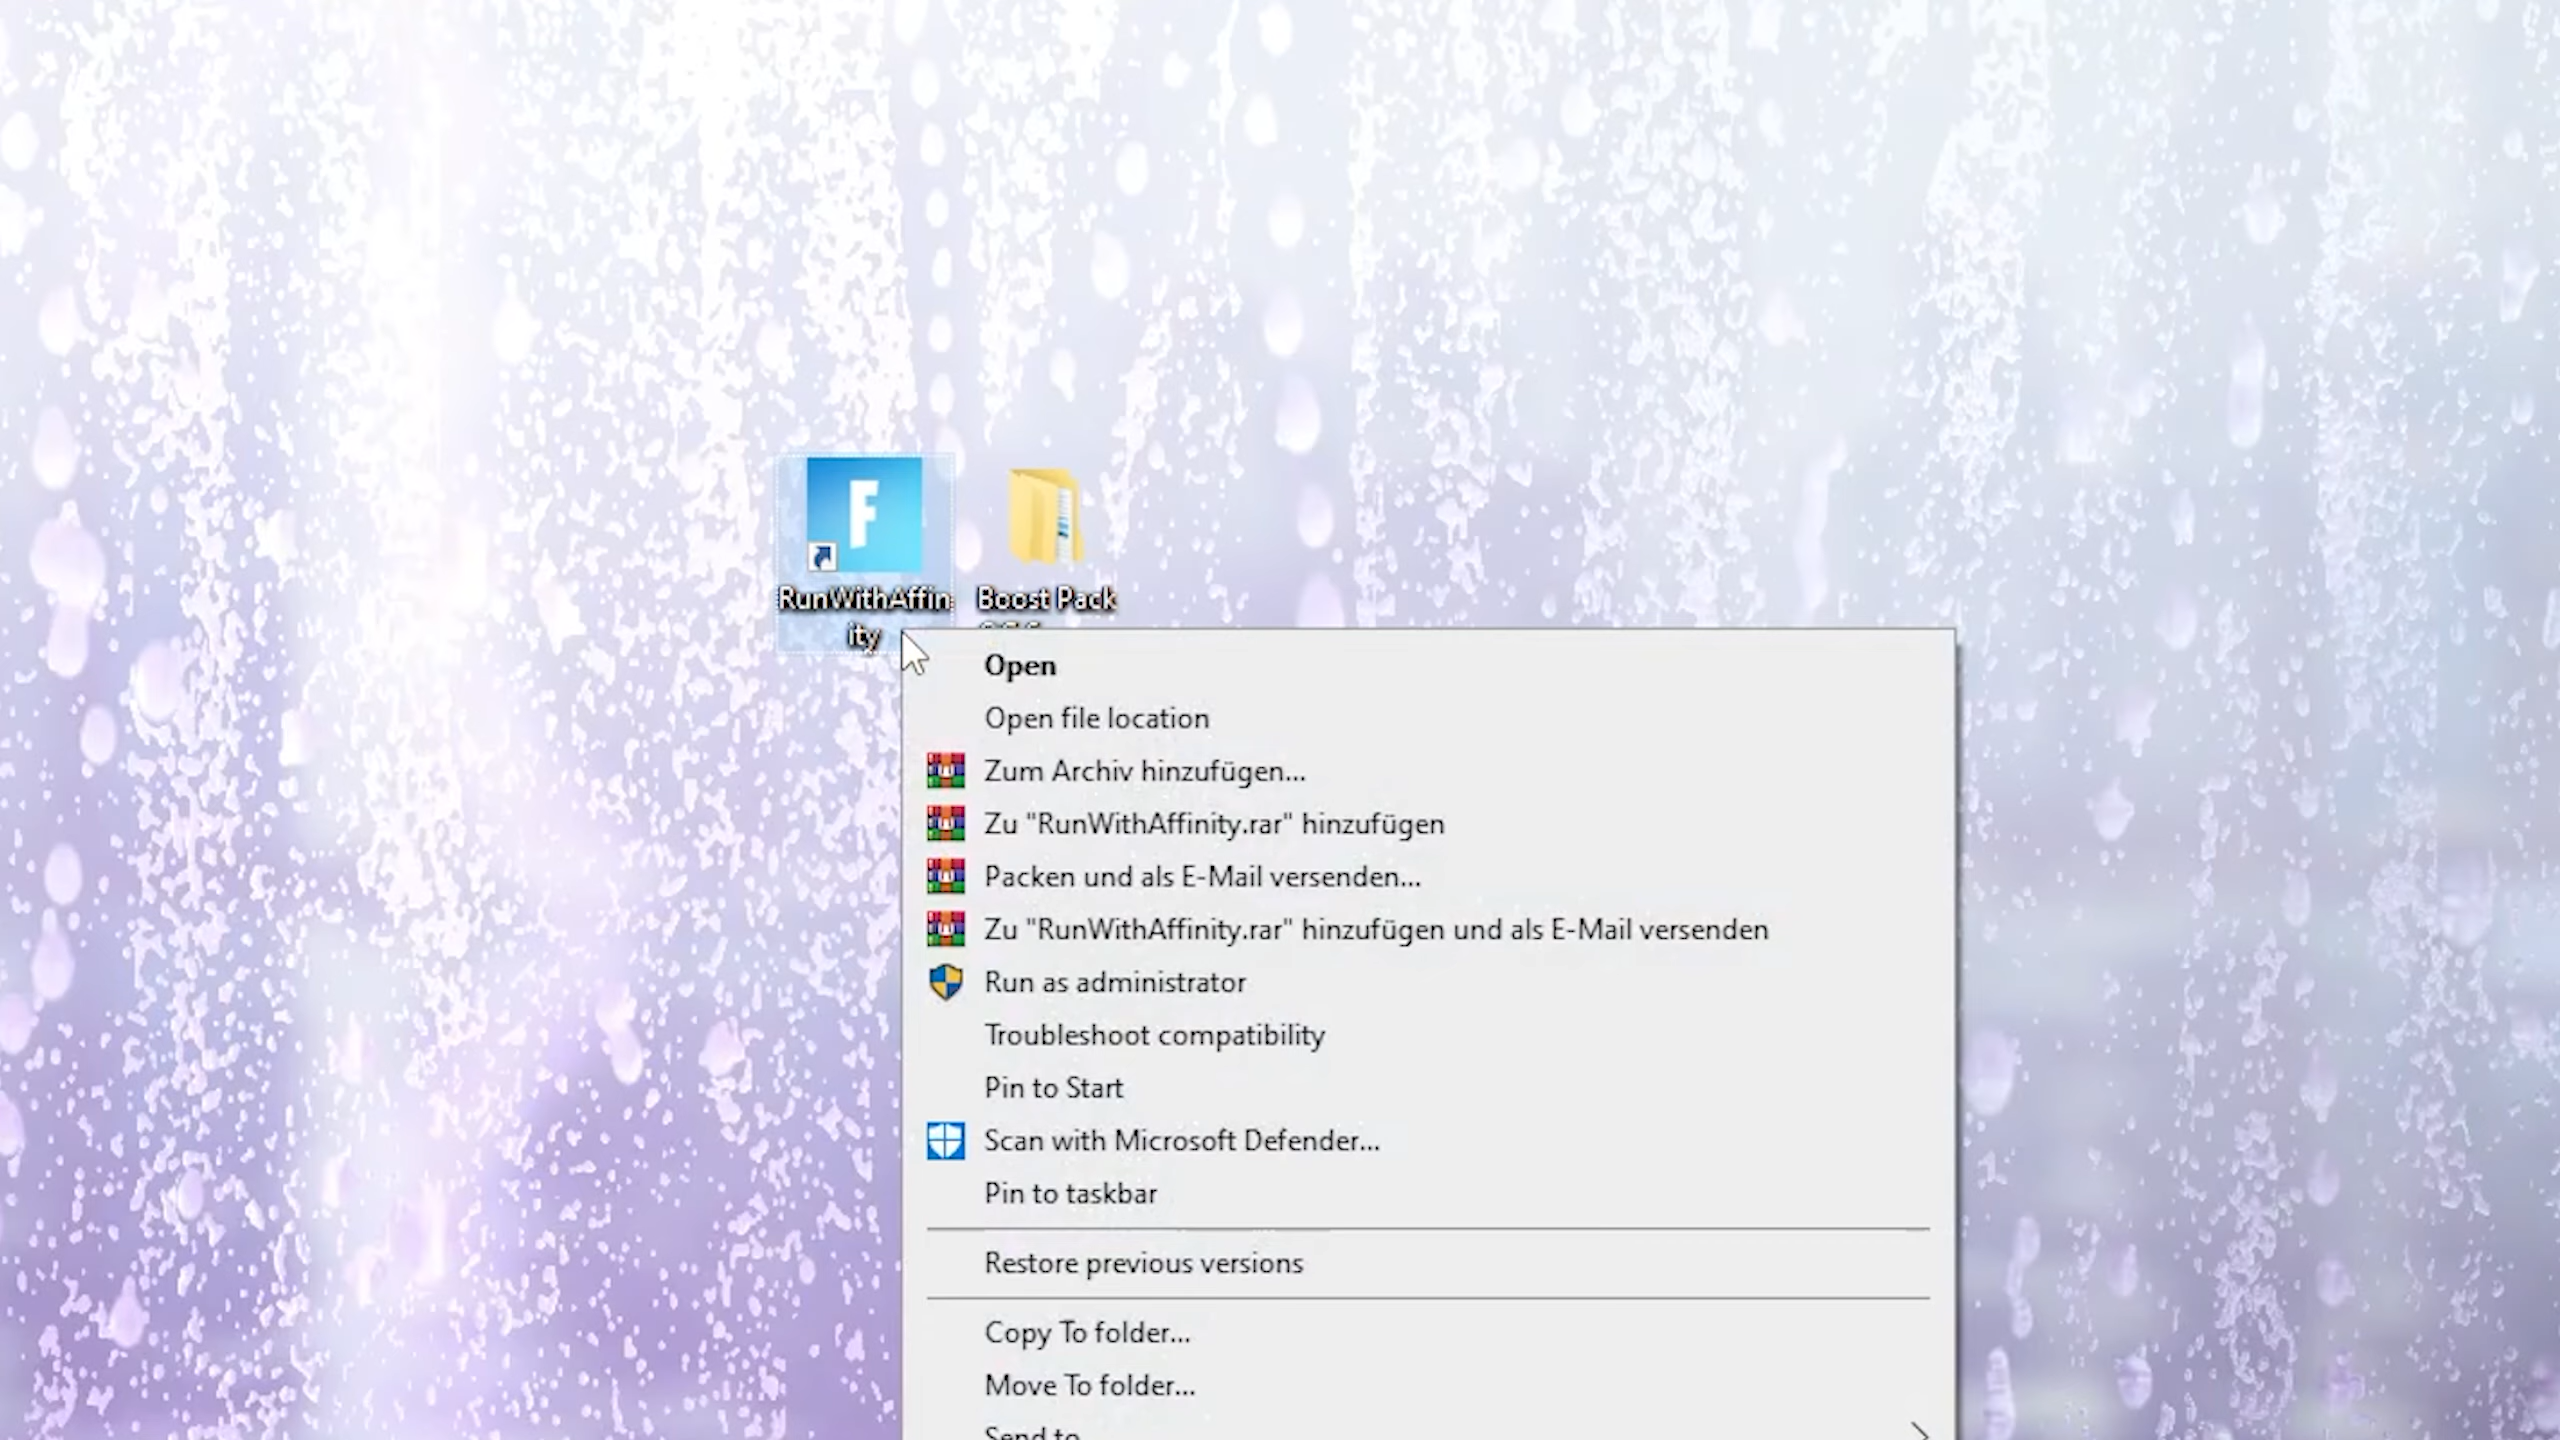 F
RunWithAffin
ity
Boost Pack
Open
Open file location
Zum Archiv hinzufügen...
Zu "RunWithAffinity.rar" hinzufügen
Packen und als E-Mail versenden...
Zu "RunWithAffinity.rar" hinzufügen und als E-Mail versenden
Run as administrator
Troubleshoot compatibility
Pin to Start
Scan with Microsoft Defender...
Pin to taskbar
Restore previous versions
Copy To folder...
Move To folder...
Send to